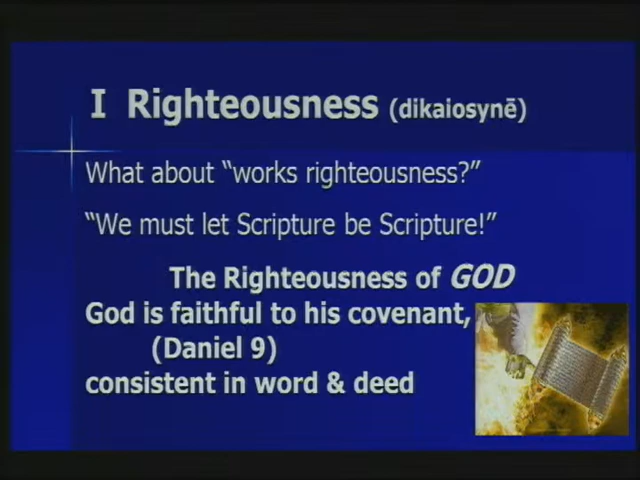 I Righteousness (dikaiosynē)
What about “works righteousness?”
“We must let Scripture be Scripture!”
The Righteousness of GOD
God is faithful to his covenant,
(Daniel 9)
consistent in word & deed